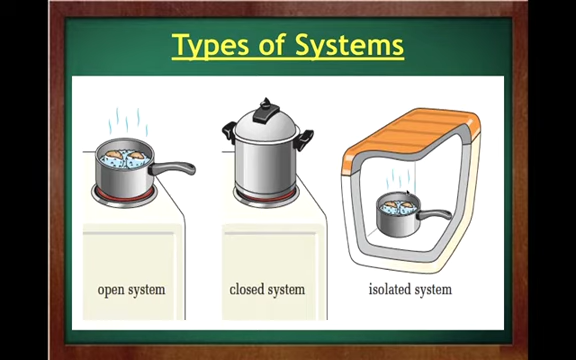 Types of Systems
open system
closed system
isolated system